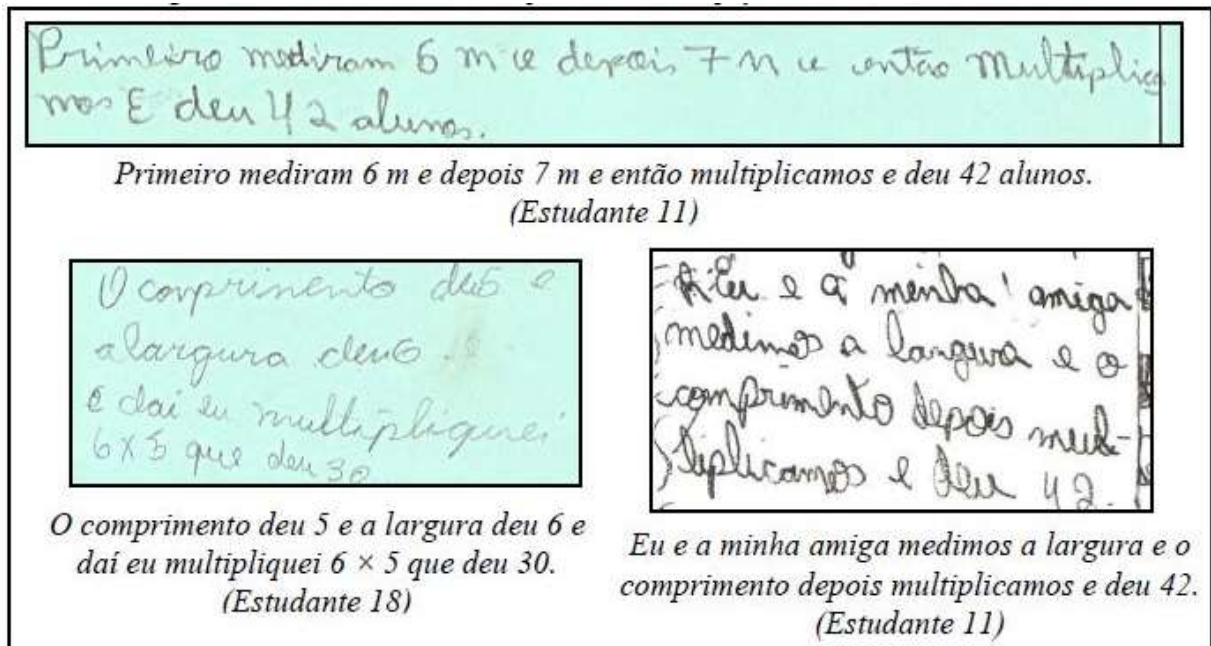 Primeiro mediram 6 m e depois 7 m e então multiplica
mos E deu 42 alunos.
Primeiro mediram 6 m e depois 7 m e então multiplicamos e deu 42 alunos.
(Estudante 11)
O comprimento deu 5 e
a largura deu 6
e daí eu multipliquei
6 X 5 que deu 30
O comprimento deu 5 e a largura deu 6 e
daí eu multipliquei 6 × 5 que deu 30.
(Estudante 18)
Eu e a minha amiga
medimos a largura e o
comprimento depois mul-
tiplicamos e deu 42.
Eu e a minha amiga medimos a largura e o
comprimento depois multiplicamos e deu 42.
(Estudante 11)